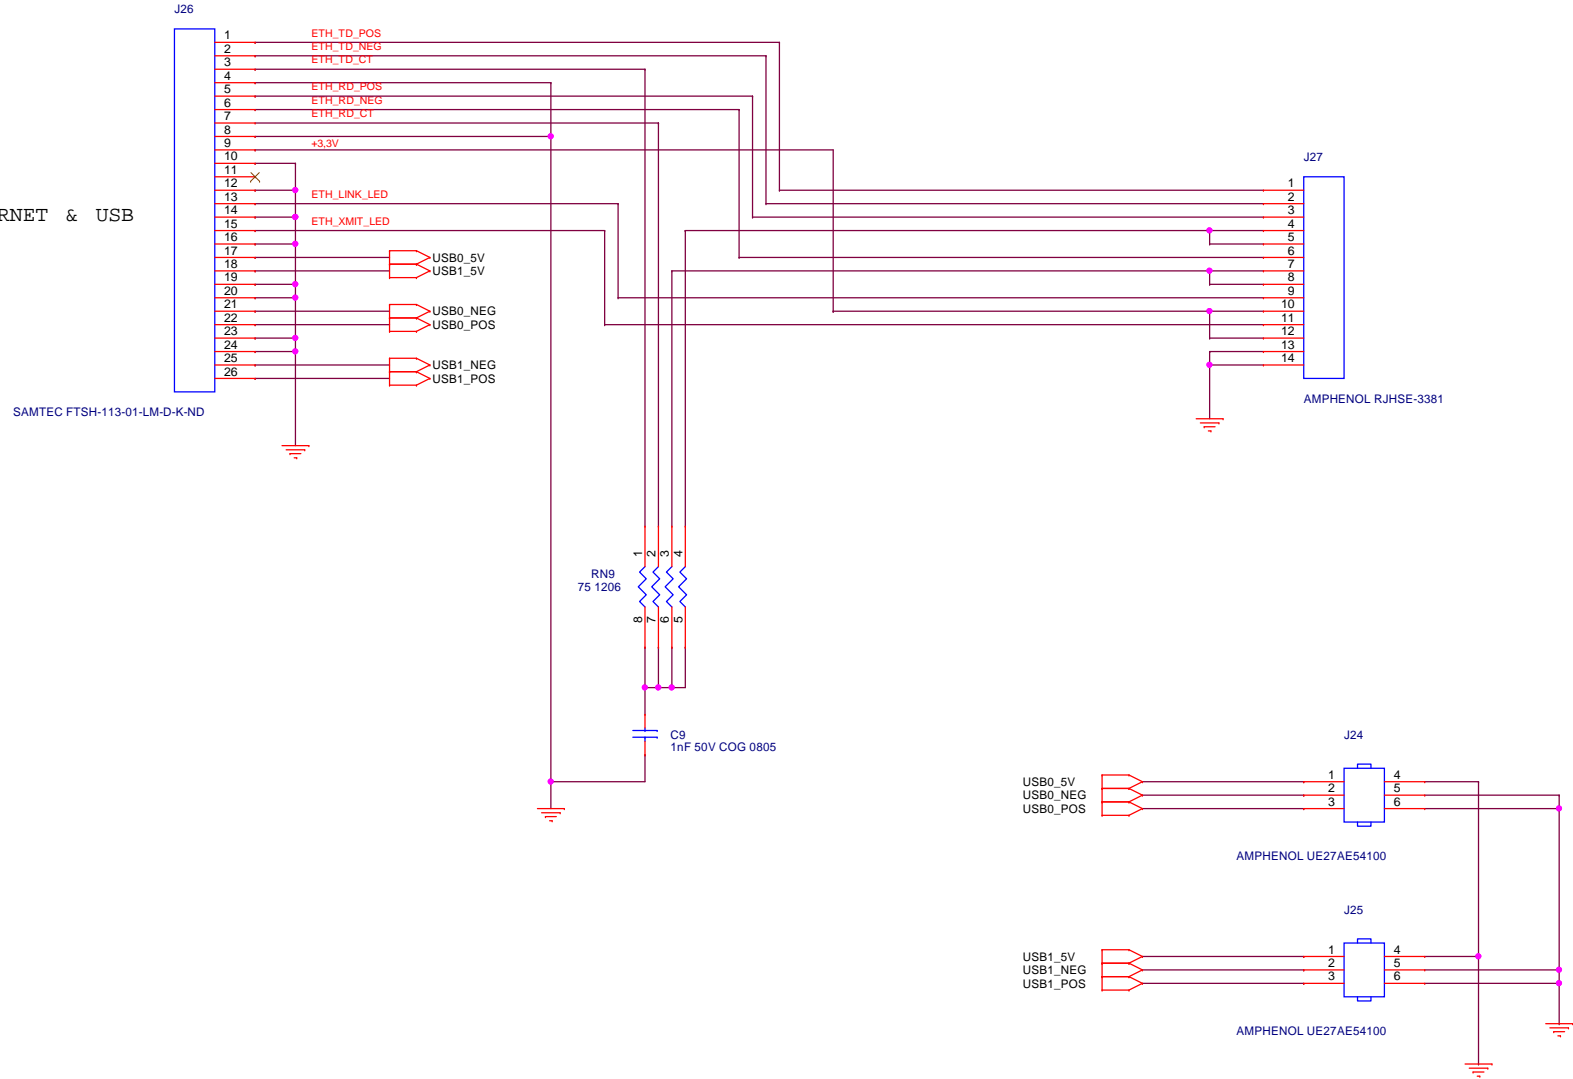 J26
1 ETH_TD_POS
2 ETH_TD_NEG
3 ETH_TD_CT
4
5 ETH_RD_POS
6 ETH_RD_NEG
7 ETH_RD_CT
8
9 +3,3V
10
11
12
13 ETH_LINK_LED
14
15 ETH_XMIT_LED
16
17 USB0_5V
18 USB1_5V
19
20
21 USB0_NEG
22 USB0_POS
23
24
25 USB1_NEG
26 USB1_POS
SAMTEC FTSH-113-01-LM-D-K-ND
RNET & USB
J27
1
2
3
4
5
6
7
8
9
10
11
12
13
14
AMPHENOL RJHSE-3381
1 2 3 4
RN9
75 1206
8 7 6 5
C9
1nF 50V COG 0805
J24
USB0_5V 1 4
USB0_NEG 2 5
USB0_POS 3 6
AMPHENOL UE27AE54100
J25
USB1_5V 1 4
USB1_NEG 2 5
USB1_POS 3 6
AMPHENOL UE27AE54100